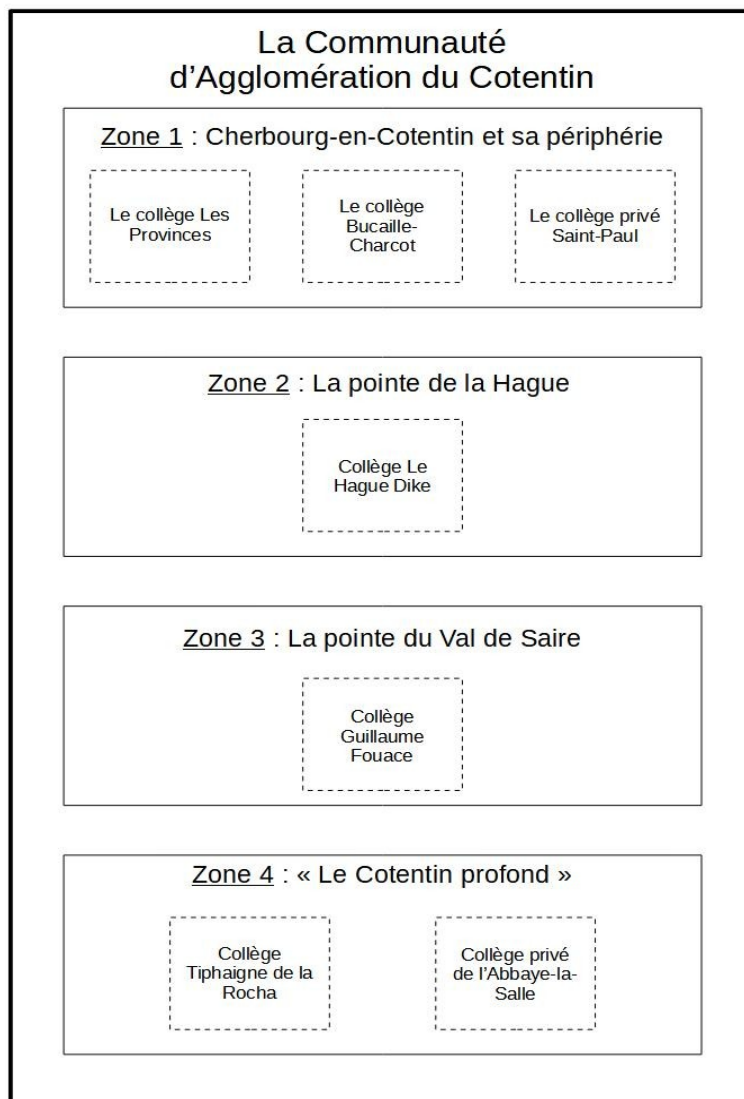 La Communauté
d'Agglomération du Cotentin
Zone 1 : Cherbourg-en-Cotentin et sa périphérie
Le collège Les
Provinces
Le collège
Bucaille-
Charcot
Le collège privé
Saint-Paul
Zone 2 : La pointe de la Hague
Collège Le
Hague Dike
Zone 3 : La pointe du Val de Saire
Collège
Guillaume
Fouace
Zone 4 : « Le Cotentin profond »
Collège
Tiphaigne de la
Rocha
Collège privé
de l'Abbaye-la-
Salle